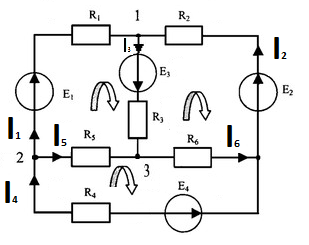 R₁ 1 R₂
I₃ I₂
E₃
E₁ E₂
R₃
I₁
I₅ R₅ R₆ I₆
2 3
I₄ R₄ E₄